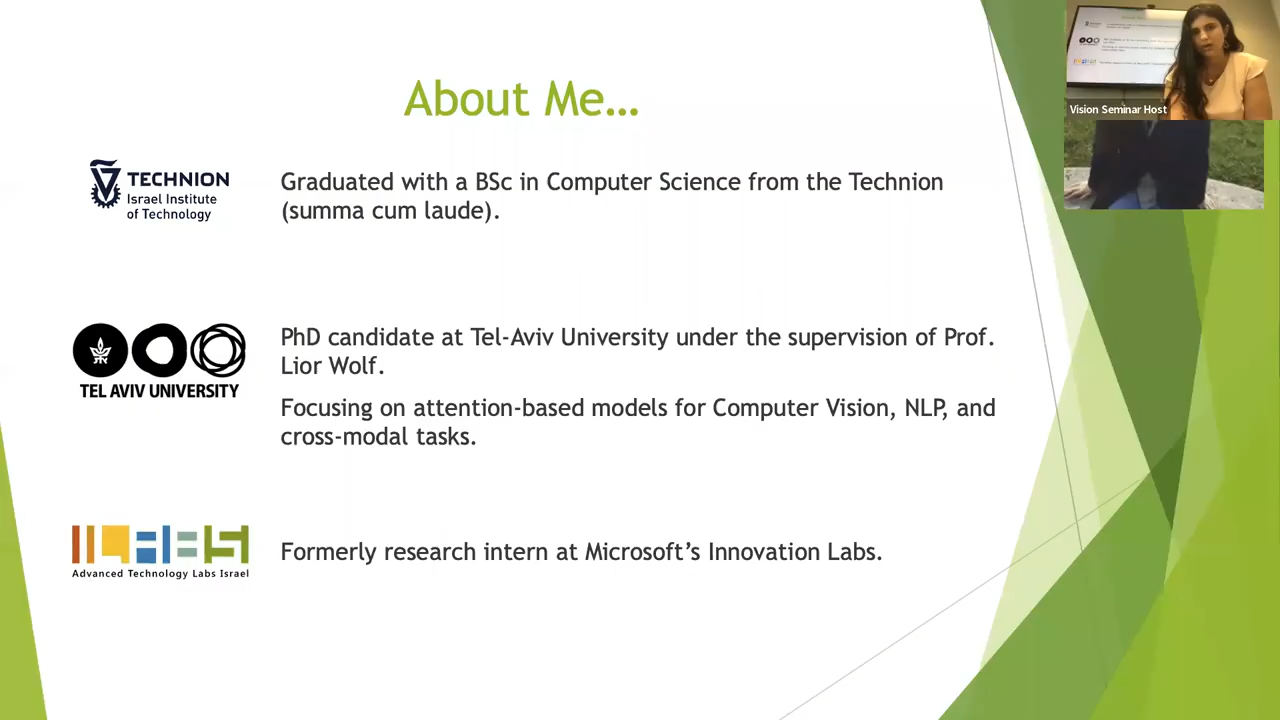 About Me...
TECHNION
Israel Institute
of Technology
Graduated with a BSc in Computer Science from the Technion
(summa cum laude).
TEL AVIV UNIVERSITY
PhD candidate at Tel-Aviv University under the supervision of Prof.
Lior Wolf.
Focusing on attention-based models for Computer Vision, NLP, and
cross-modal tasks.
ILABS
Advanced Technology Labs Israel
Formerly research intern at Microsoft’s Innovation Labs.
Vision Seminar Host